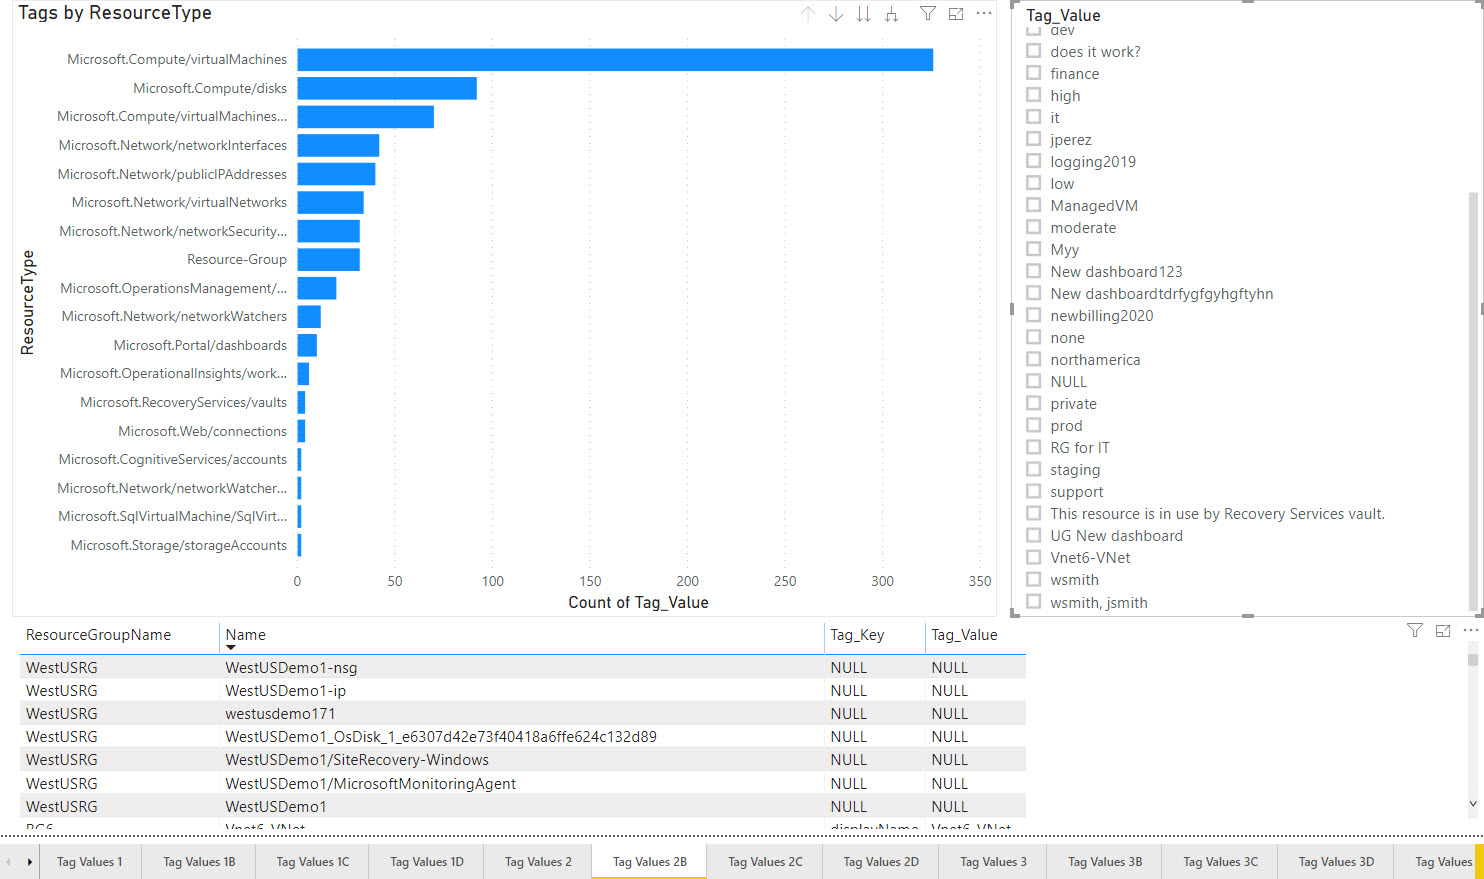 Tags by ResourceType
ResourceType
Microsoft.Compute/virtualMachines
Microsoft.Compute/disks
Microsoft.Compute/virtualMachines...
Microsoft.Network/networkInterfaces
Microsoft.Network/publicIPAddresses
Microsoft.Network/virtualNetworks
Microsoft.Network/networkSecurity...
Resource-Group
Microsoft.OperationsManagement/...
Microsoft.Network/networkWatchers
Microsoft.Portal/dashboards
Microsoft.OperationalInsights/work...
Microsoft.RecoveryServices/vaults
Microsoft.Web/connections
Microsoft.CognitiveServices/accounts
Microsoft.Network/networkWatcher...
Microsoft.SqlVirtualMachine/SqlVirt...
Microsoft.Storage/storageAccounts
0 50 100 150 200 250 300 350
Count of Tag_Value
Tag_Value
dev
does it work?
finance
high
it
jperez
logging2019
low
ManagedVM
moderate
Myy
New dashboard123
New dashboardtdrfygfgyhgftyhn
newbilling2020
none
northamerica
NULL
private
prod
RG for IT
staging
support
This resource is in use by Recovery Services vault.
UG New dashboard
Vnet6-VNet
wsmith
wsmith, jsmith
ResourceGroupName Name Tag_Key Tag_Value
WestUSRG WestUSDemo1-nsg NULL NULL
WestUSRG WestUSDemo1-ip NULL NULL
WestUSRG westusdemo171 NULL NULL
WestUSRG WestUSDemo1_OsDisk_1_e6307d42e73f40418a6ffe624c132d89 NULL NULL
WestUSRG WestUSDemo1/SiteRecovery-Windows NULL NULL
WestUSRG WestUSDemo1/MicrosoftMonitoringAgent NULL NULL
WestUSRG WestUSDemo1 NULL NULL
RG6 Vnet6-VNet displayName Vnet6-VNet
Tag Values 1 Tag Values 1B Tag Values 1C Tag Values 1D Tag Values 2 Tag Values 2B Tag Values 2C Tag Values 2D Tag Values 3 Tag Values 3B Tag Values 3C Tag Values 3D Tag Values